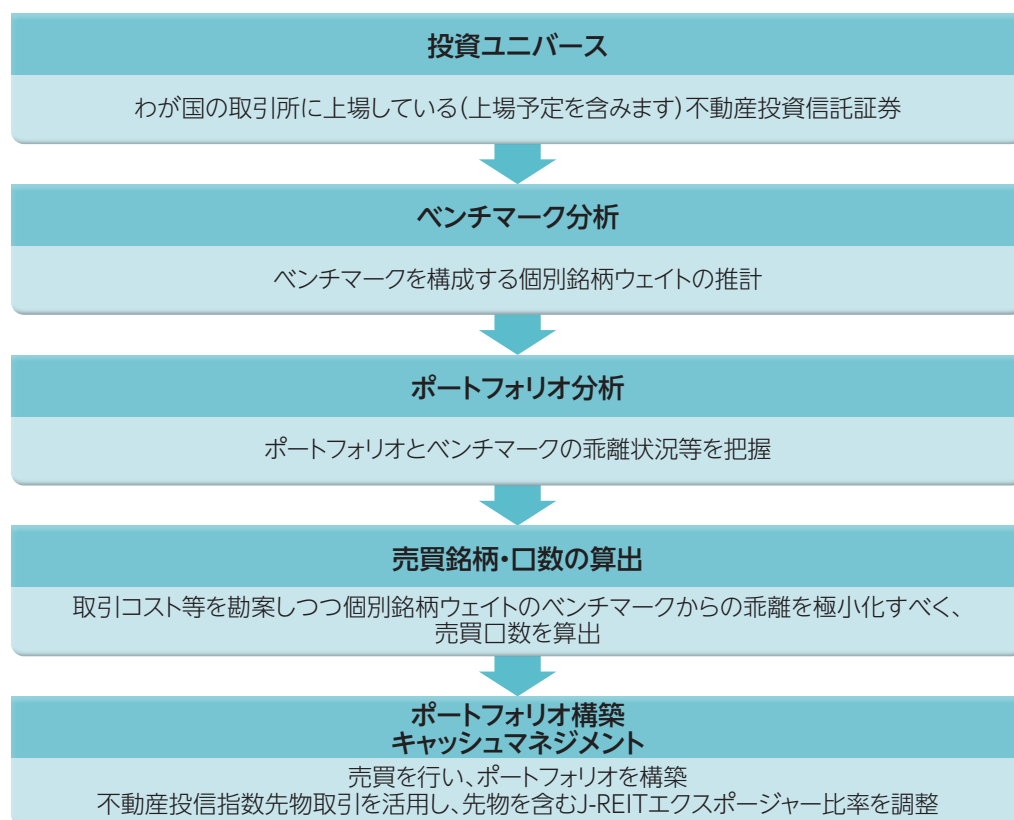 投資ユニバース
わが国の取引所に上場している(上場予定を含みます)不動産投資信託証券
ベンチマーク分析
ベンチマークを構成する個別銘柄ウェイトの推計
ポートフォリオ分析
ポートフォリオとベンチマークの乖離状況等を把握
売買銘柄・口数の算出
取引コスト等を勘案しつつ個別銘柄ウェイトのベンチマークからの乖離を極小化すべく、
売買口数を算出
ポートフォリオ構築
キャッシュマネジメント
売買を行い、ポートフォリオを構築
不動産投信指数先物取引を活用し、先物を含むJ-REITエクスポージャー比率を調整